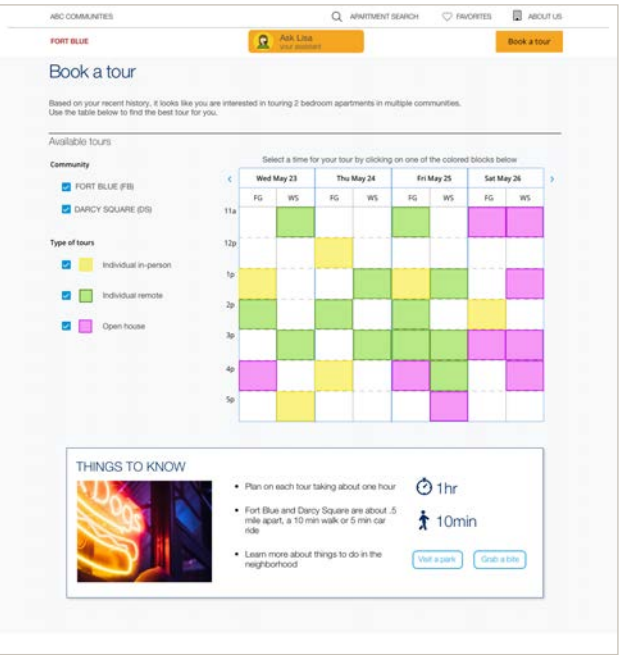 ABC COMMUNITIES
APARTMENT SEARCH
FAVORITES
ABOUT US
FORT BLUE
Ask Lisa
your assistant
Book a tour
Book a tour
Based on your recent history, it looks like you are interested in touring 2 bedroom apartments in multiple communities.
Use the table below to find the best tour for you.
Available tours
Community
FORT BLUE (FB)
DARCY SQUARE (DS)
Type of tours
Individual in-person
Individual remote
Open house
Select a time for your tour by clicking on one of the colored blocks below
Wed May 23 Thu May 24 Fri May 25 Sat May 26
FG WS FG WS FG WS FG WS
11a
12p
1p
2p
3p
4p
5p
THINGS TO KNOW
Dogs
Plan on each tour taking about one hour
Fort Blue and Darcy Square are about .5
mile apart, a 10 min walk or 5 min car
ride
Learn more about things to do in the
neighborhood
1hr
10min
Visit a park
Grab a bite